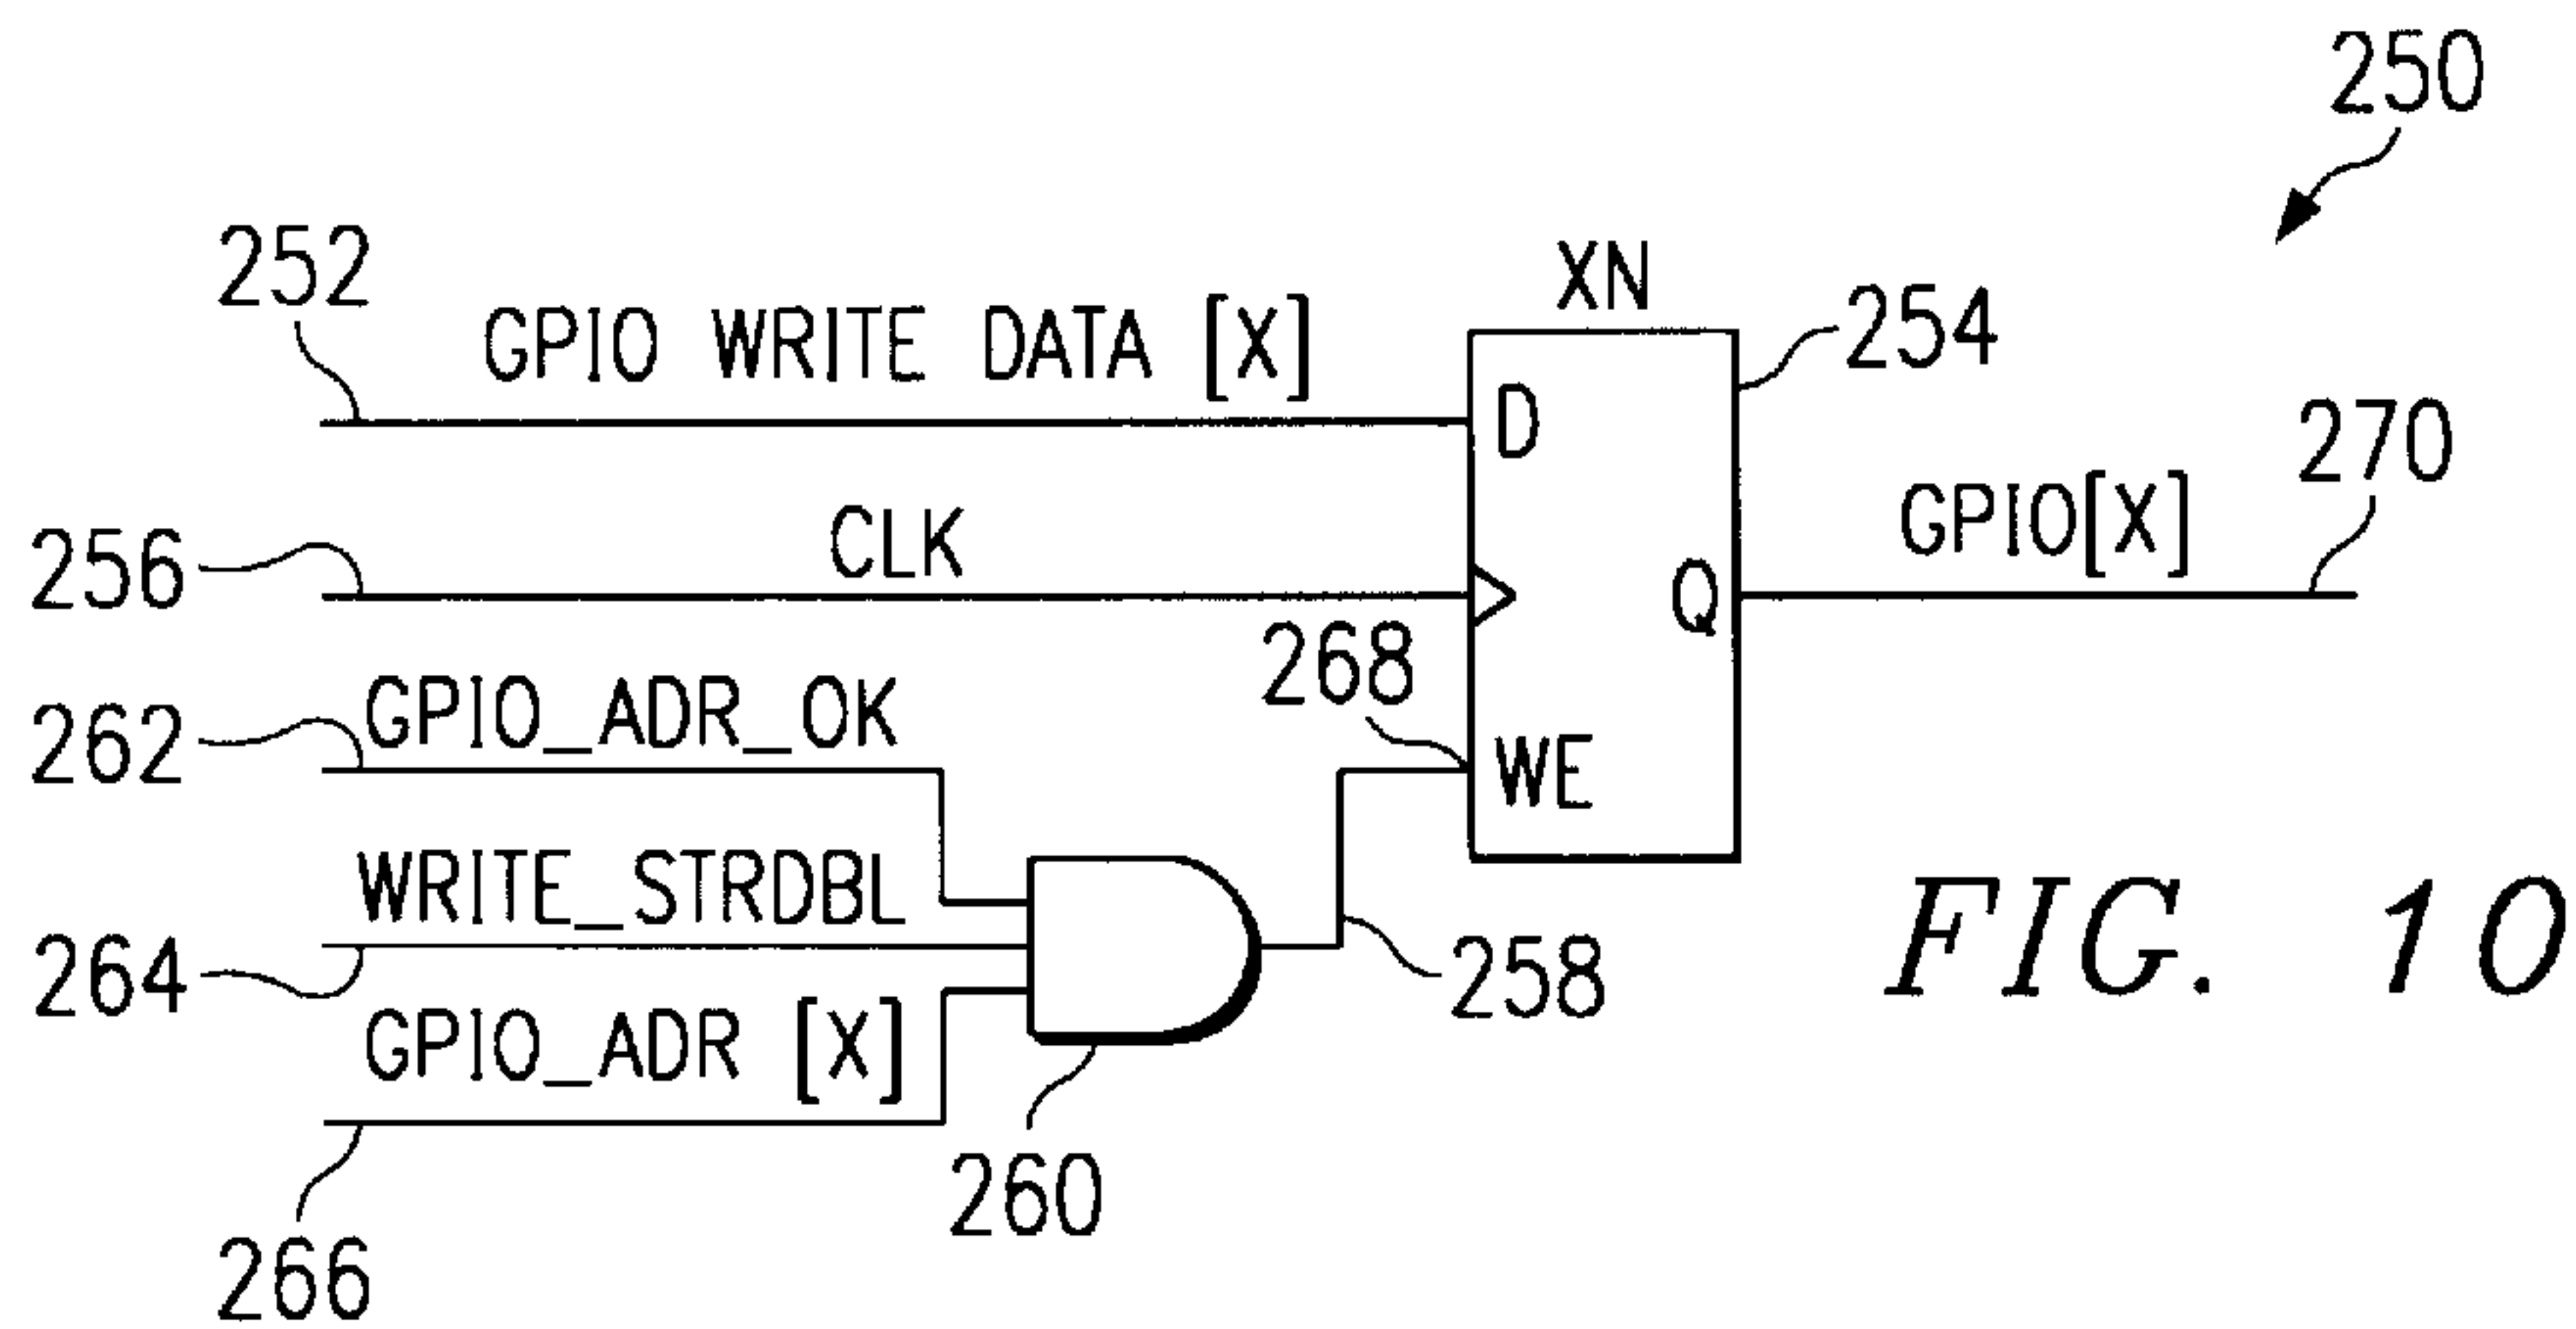 250
252
XN
GPIO WRITE DATA [X]
254
D
270
GPIO[X]
CLK
256
Q
268
GPIO_ADR_OK
262
WE
WRITE_STRDBL
FIG. 10
264
258
GPIO_ADR [X]
260
266